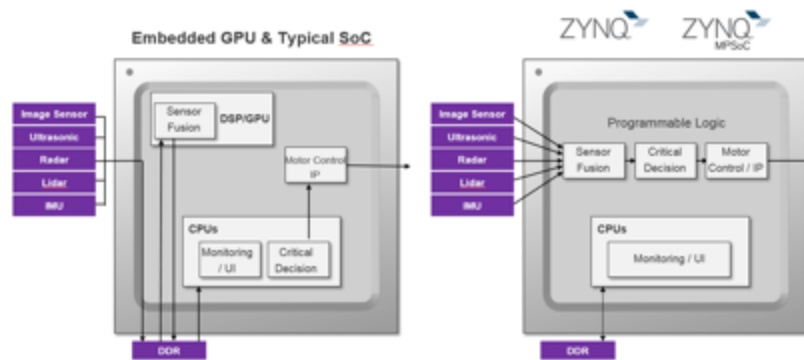 ZYNQ
ZYNQ
MPSoC
Embedded GPU & Typical SoC
Image Sensor
Ultrasonic
Radar
Lidar
IMU
Sensor
Fusion
DSP/GPU
Motor Control
IP
CPUs
Monitoring
/ UI
Critical
Decision
DDR
Image Sensor
Ultrasonic
Radar
Lidar
IMU
Programmable Logic
Sensor
Fusion
Critical
Decision
Motor
Control / IP
CPUs
Monitoring / UI
DDR